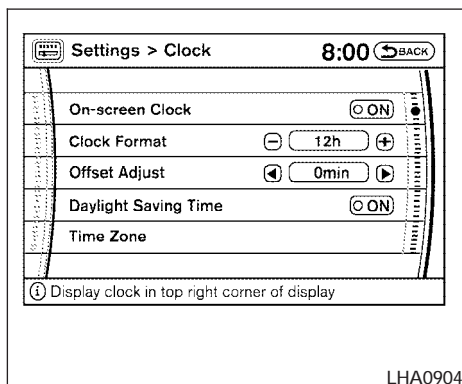 Settings > Clock 8:00 BACK
On-screen Clock ON
Clock Format − 12h +
Offset Adjust ◀ 0min ▶
Daylight Saving Time ON
Time Zone
i Display clock in top right corner of display
LHA0904